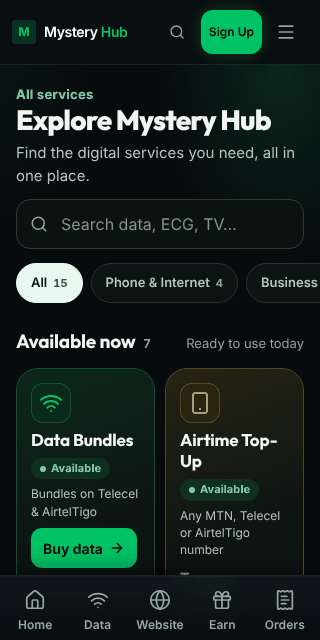 M Mystery Hub
Sign Up
All services
Explore Mystery Hub
Find the digital services you need, all in
one place.
Search data, ECG, TV...
All 15
Phone & Internet 4
Business
Available now 7
Ready to use today
Data Bundles
Available
Bundles on Telecel
& AirtelTigo
Buy data
Airtime Top-
Up
Available
Any MTN, Telecel
or AirtelTigo
number
Home
Data
Website
Earn
Orders